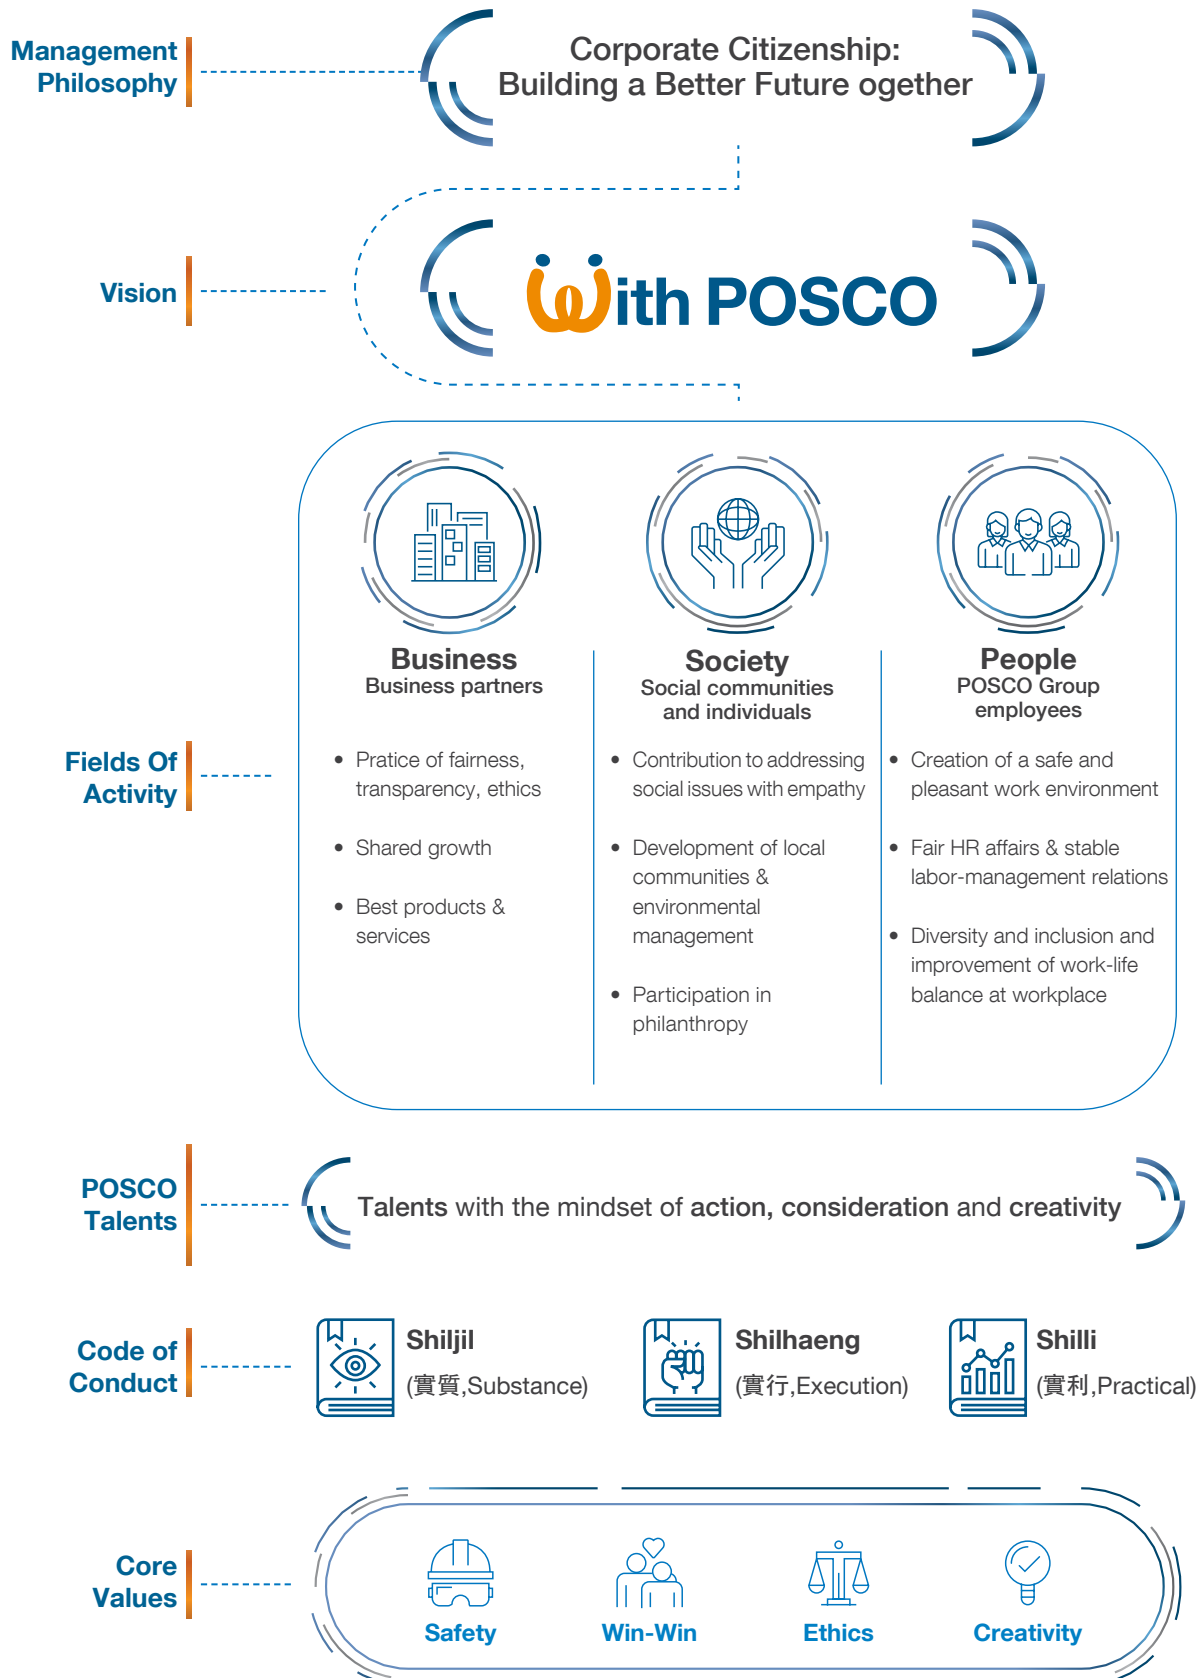 Management
Philosophy
Corporate Citizenship:
Building a Better Future ogether
Vision
With POSCO
Fields Of
Activity
Business
Business partners
• Pratice of fairness,
transparency, ethics
• Shared growth
• Best products &
services
Society
Social communities
and individuals
• Contribution to addressing
social issues with empathy
• Development of local
communities &
environmental
management
• Participation in
philanthropy
People
POSCO Group
employees
• Creation of a safe and
pleasant work environment
• Fair HR affairs & stable
labor-management relations
• Diversity and inclusion and
improvement of work-life
balance at workplace
POSCO
Talents
Talents with the mindset of action, consideration and creativity
Code of
Conduct
Shiljil
(實質,Substance)
Shilhaeng
(實行,Execution)
Shilli
(實利,Practical)
Core
Values
Safety
Win-Win
Ethics
Creativity